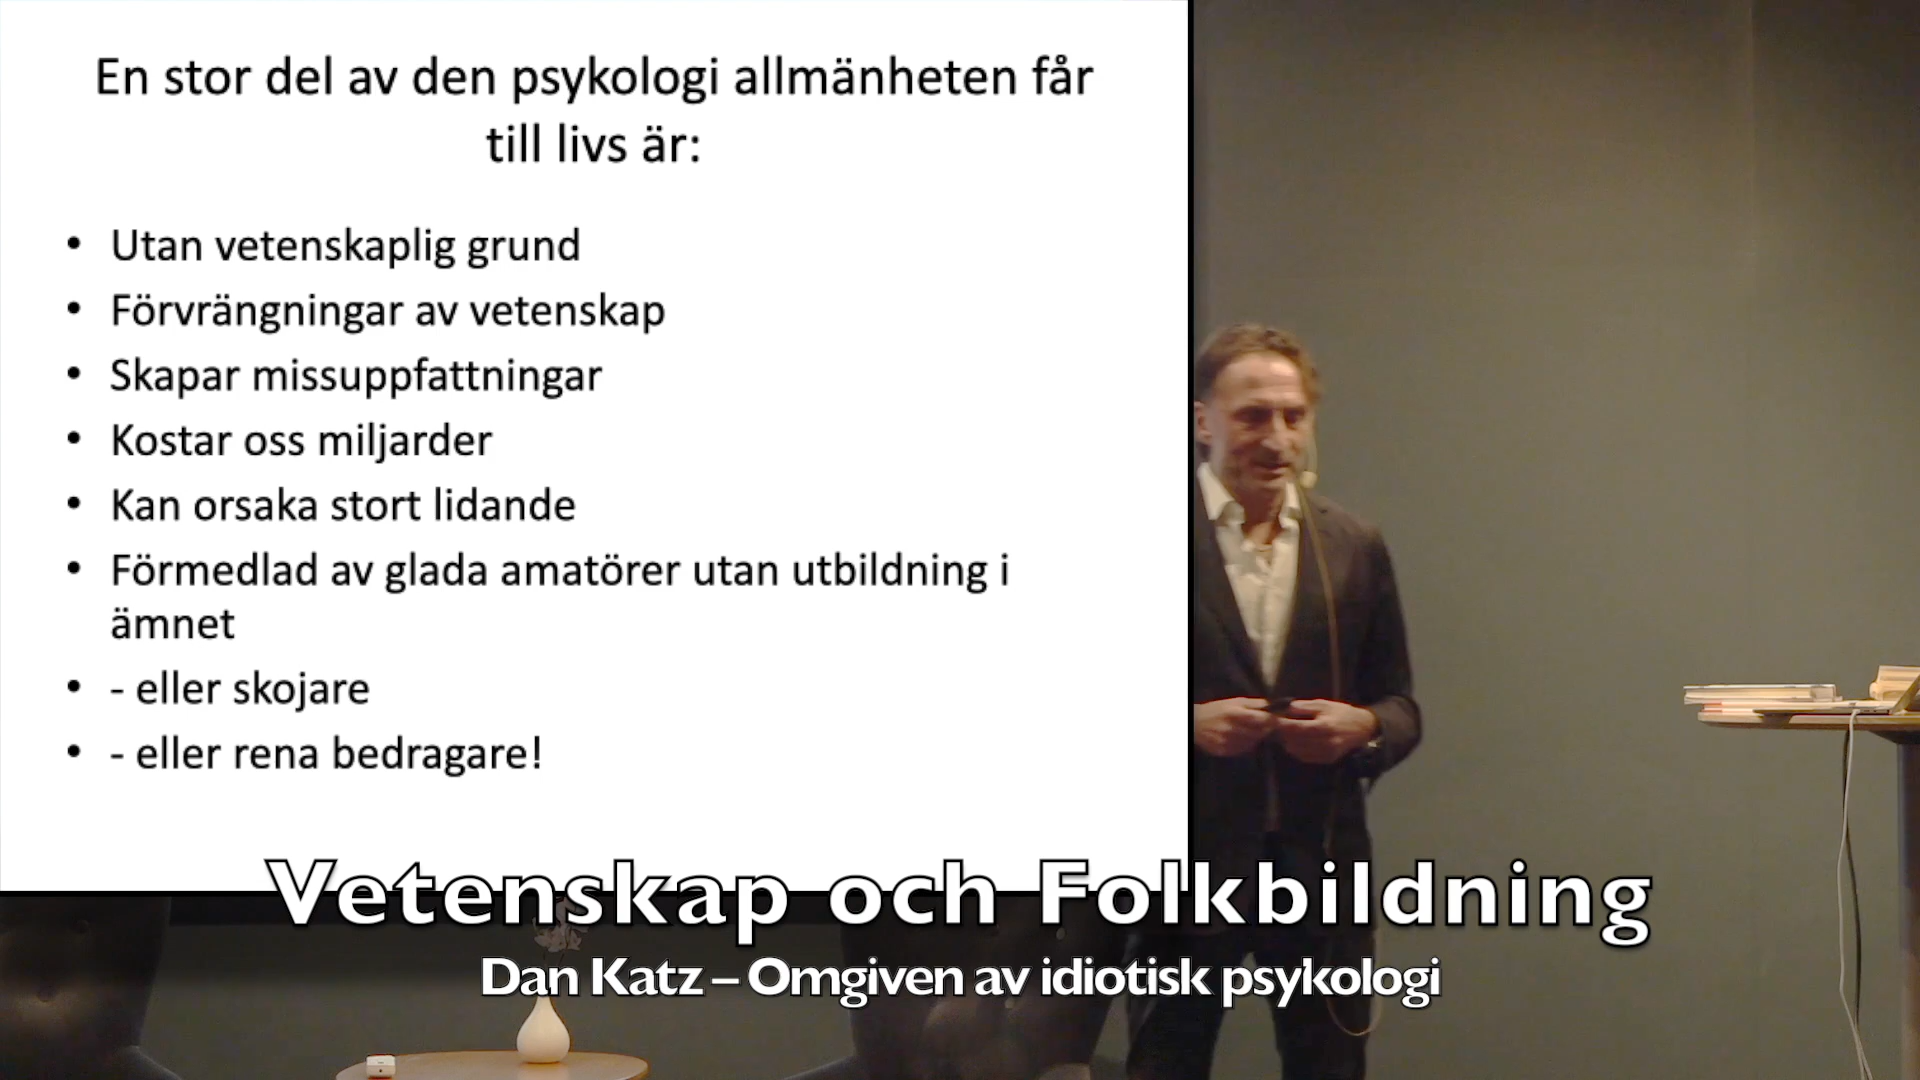 En stor del av den psykologi allmänheten får
till livs är:
• Utan vetenskaplig grund
• Förvrängningar av vetenskap
• Skapar missuppfattningar
• Kostar oss miljarder
• Kan orsaka stort lidande
• Förmedlad av glada amatörer utan utbildning i
ämnet
• - eller skojare
• - eller rena bedragare!
Vetenskap och Folkbildning
Dan Katz – Omgiven av idiotisk psykologi